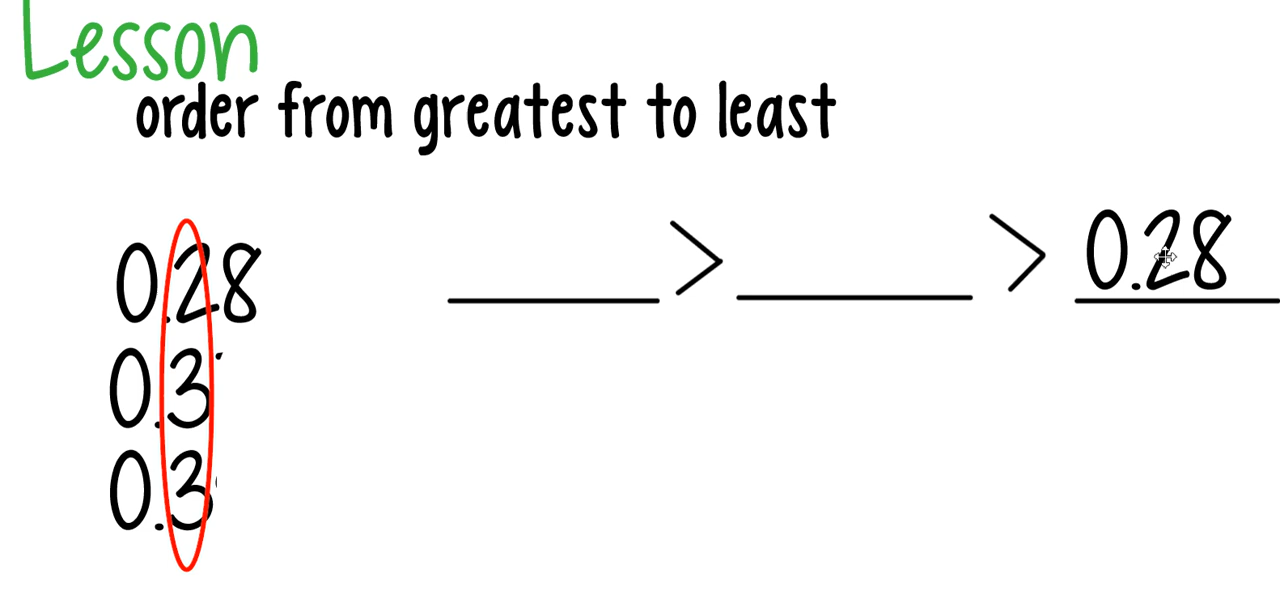 Lesson
order from greatest to least
0.28
0.3
0.3
> > 0.28